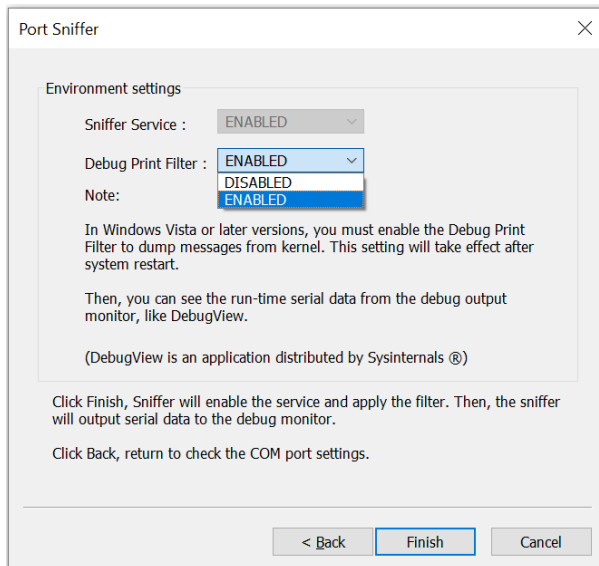 Port Sniffer
Environment settings
Sniffer Service :
ENABLED
Debug Print Filter :
ENABLED
DISABLED
ENABLED
Note:
In Windows Vista or later versions, you must enable the Debug Print
Filter to dump messages from kernel. This setting will take effect after
system restart.
Then, you can see the run-time serial data from the debug output
monitor, like DebugView.
(DebugView is an application distributed by Sysinternals ®)
Click Finish, Sniffer will enable the service and apply the filter. Then, the sniffer
will output serial data to the debug monitor.
Click Back, return to check the COM port settings.
< Back
Finish
Cancel